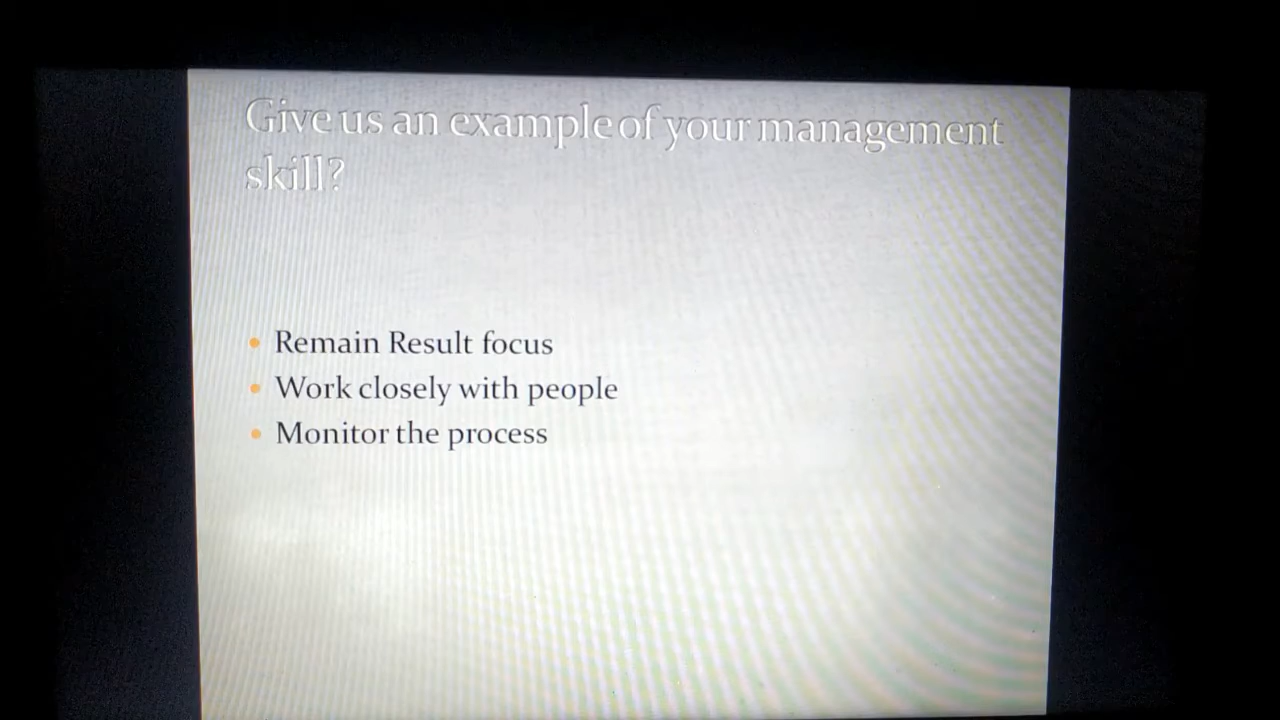 Give us an example of your management
skill?
Remain Result focus
Work closely with people
Monitor the process